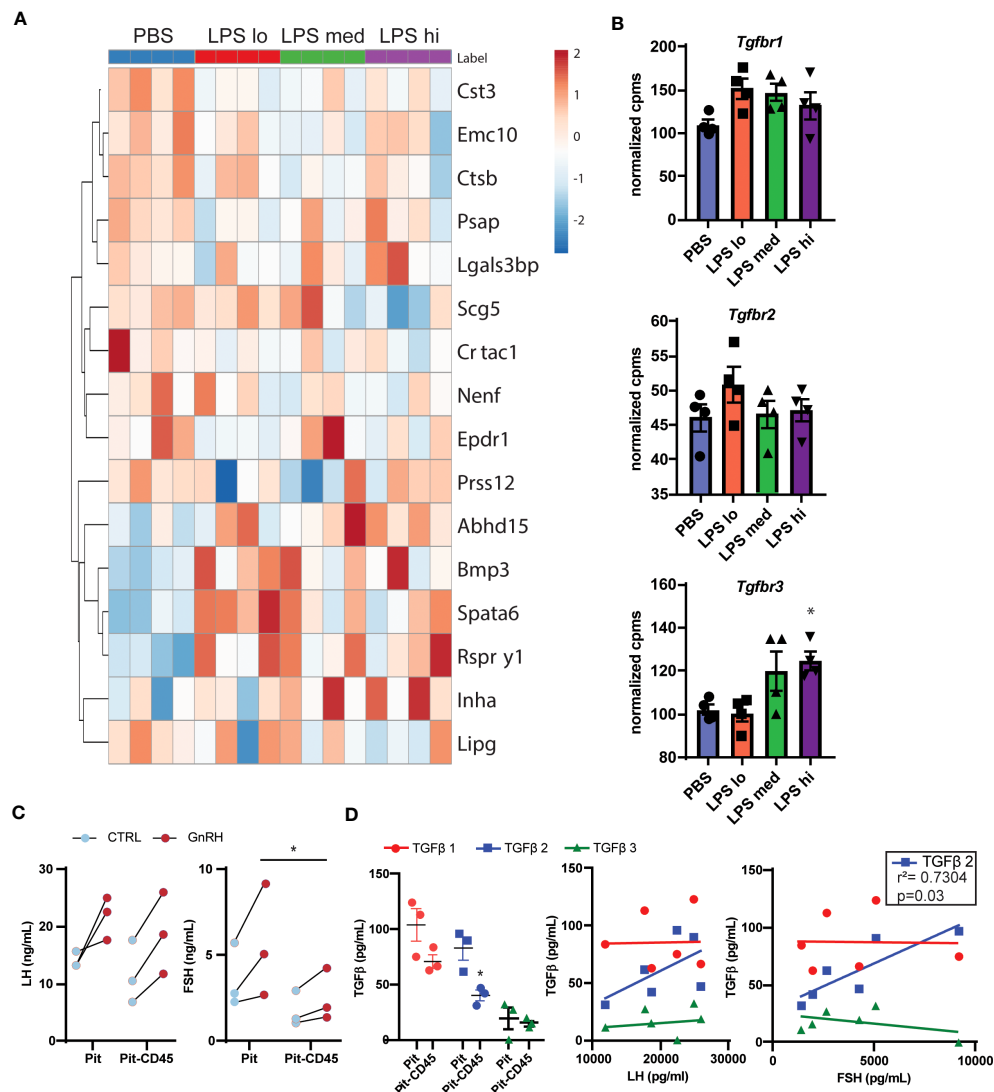 A
PBS LPS lo LPS med LPS hi
Label
Cst3
Emc10
Ctsb
Psap
Lgals3bp
Scg5
Cr tac1
Nenf
Epdr1
Prss12
Abhd15
Bmp3
Spata6
Rspr y1
Inha
Lipg
2
1
0
-1
-2
B
Tgfbr1
normalized cpms
200
150
100
50
0
PBS LPS lo LPS med LPS hi
Tgfbr2
normalized cpms
60
55
50
45
40
35
PBS LPS lo LPS med LPS hi
Tgfbr3
*
normalized cpms
160
140
120
100
80
PBS LPS lo LPS med LPS hi
C
CTRL GnRH
LH (ng/mL)
30
20
10
0
Pit Pit-CD45
*
FSH (ng/mL)
10
5
0
Pit Pit-CD45
D
TGFβ 1 TGFβ 2 TGFβ 3
TGFβ (pg/mL)
150
100
50
0
*
Pit Pit-CD45 Pit Pit-CD45 Pit Pit-CD45
TGFβ (pg/mL)
150
100
50
0
10000 20000 30000
LH (pg/ml)
TGFβ 2
r²= 0.7304
p=0.03
TGFβ (pg/mL)
150
100
50
0
0 5000 10000
FSH (pg/mL)